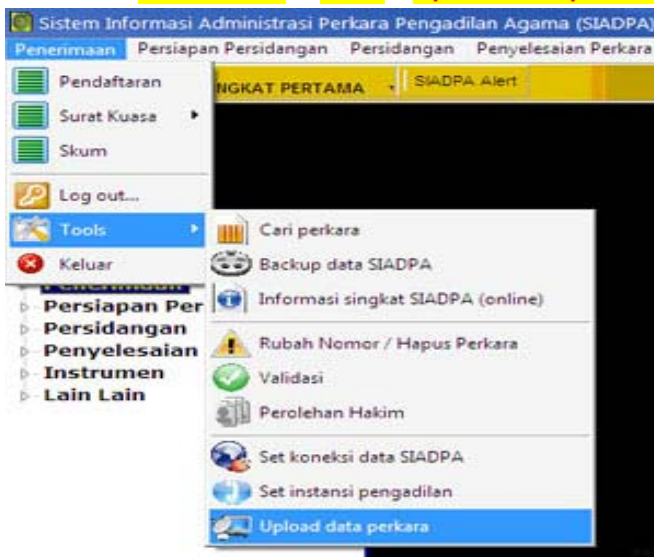 Sistem Informasi Administrasi Perkara Pengadilan Agama (SIADPA)
Penerimaan Persiapan Persidangan Persidangan Penyelesaian Perkara
Pendaftaran
NGKAT PERTAMA
SIADPA Alert
Surat Kuasa
Skum
Log out...
Tools
Keluar
Cari perkara
Backup data SIADPA
Informasi singkat SIADPA (online)
Rubah Nomor / Hapus Perkara
Validasi
Perolehan Hakim
Set koneksi data SIADPA
Set instansi pengadilan
Upload data perkara
Persiapan Per
Persidangan
Penyelesaian
Instrumen
Lain Lain